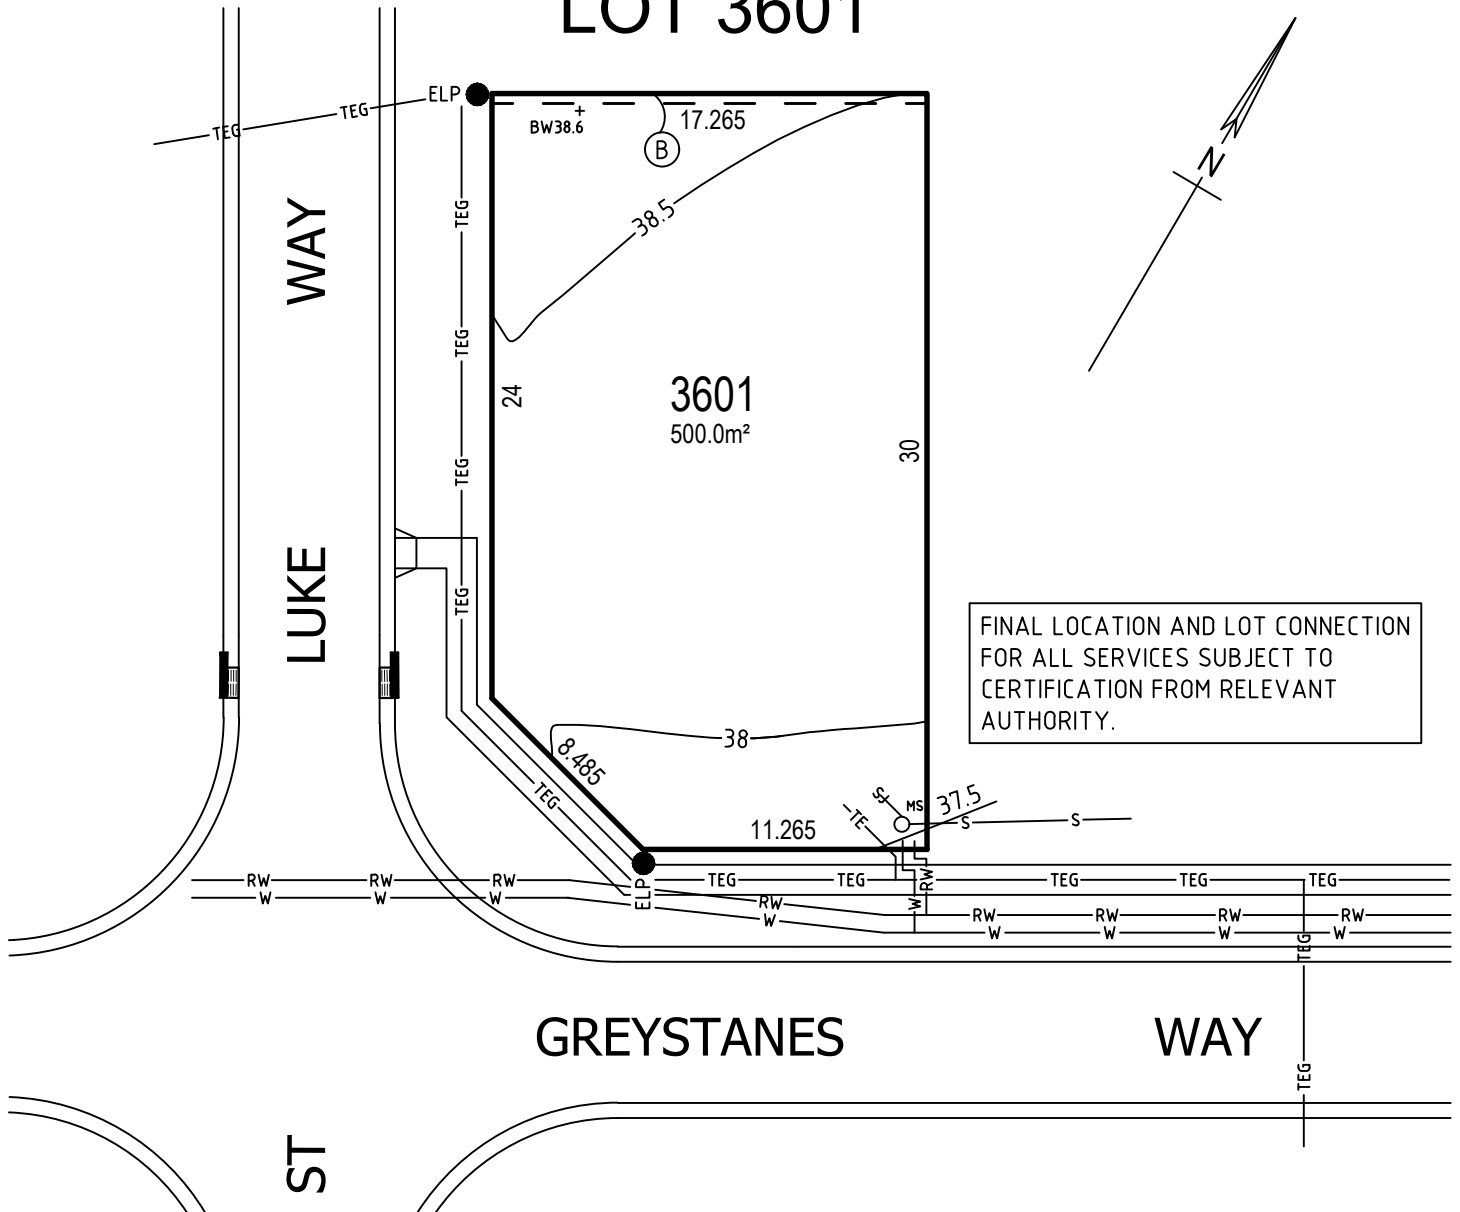 LOT 3601
ELP
TEG
TEG
BW38.6
B
17.265
N
WAY
TEG
38.5
TEG
24
3601
500.0m²
30
TEG
LUKE
TEG
FINAL LOCATION AND LOT CONNECTION
FOR ALL SERVICES SUBJECT TO
CERTIFICATION FROM RELEVANT
AUTHORITY.
38
8.485
TEG
11.265
TE
SJ
MS
37.5
S
S
ELP
TEG
TEG
TEG
TEG
TEG
RW
RW
RW
RW
RW
RW
RW
RW
RW
W
W
W
W
W
W
W
W
W
TEG
GREYSTANES WAY
TEG
ST